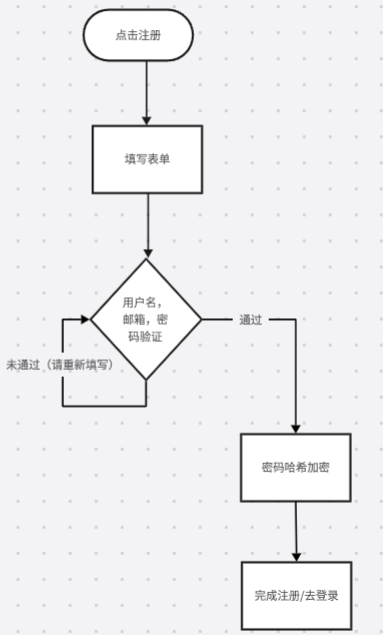 点击注册
填写表单
用户名，
邮箱，密
码验证
通过
未通过（请重新填写）
密码哈希加密
完成注册/去登录